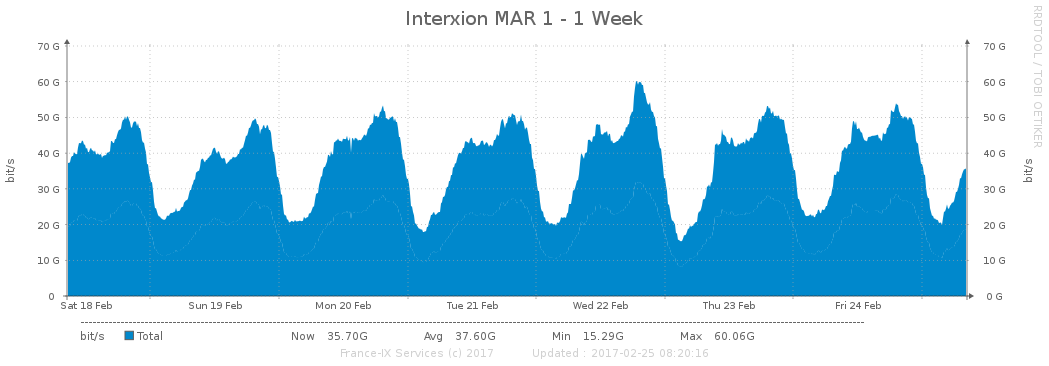 Interxion MAR 1 - 1 Week
RRDTOOL / TOBI OETIKER
bit/s
70 G 70 G
60 G 60 G
50 G 50 G
40 G 40 G
30 G 30 G
20 G 20 G
10 G 10 G
0 0 G
bit/s
Sat 18 Feb Sun 19 Feb Mon 20 Feb Tue 21 Feb Wed 22 Feb Thu 23 Feb Fri 24 Feb
bit/s Total Now 35.70G Avg 37.60G Min 15.29G Max 60.06G
France-IX Services (c) 2017 Updated : 2017-02-25 08:20:16